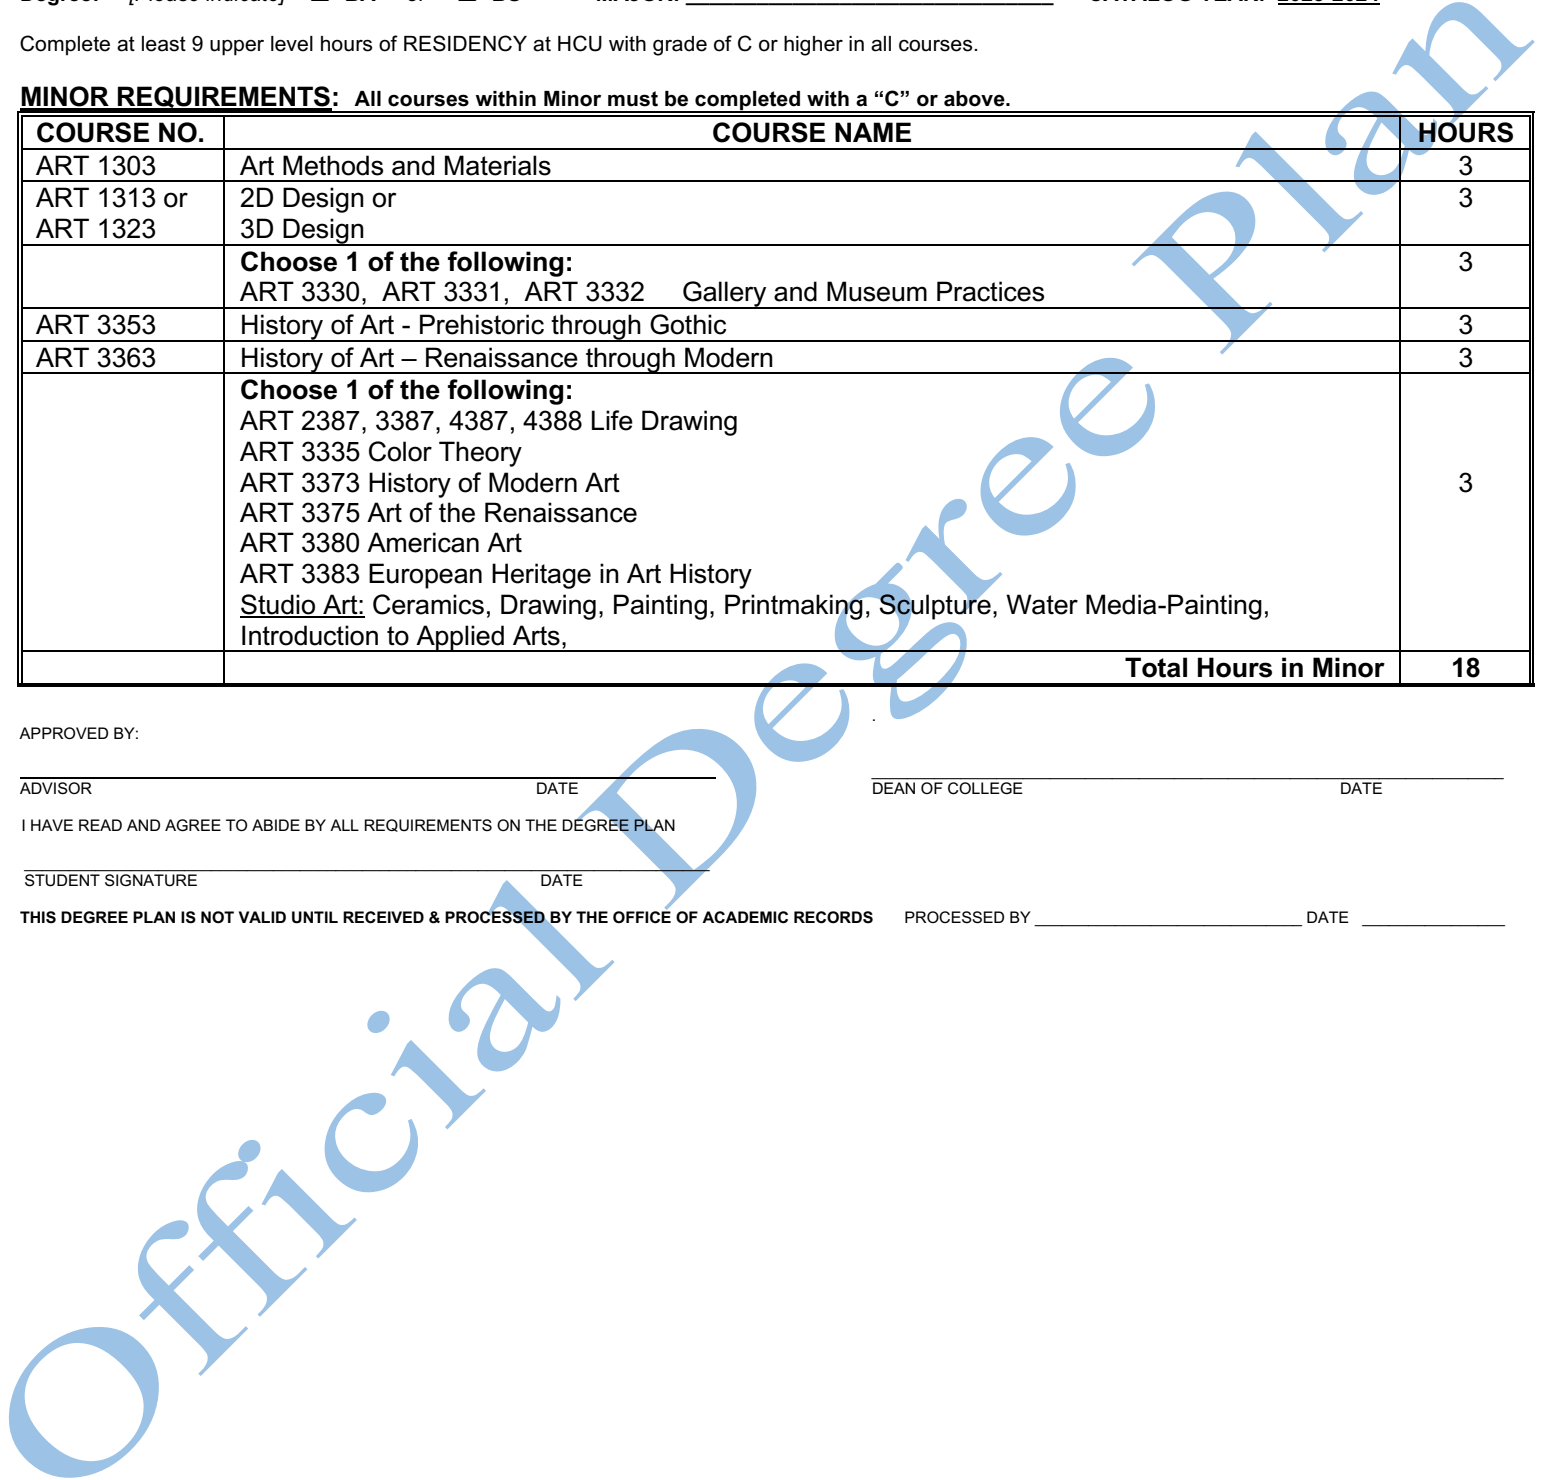 Complete at least 9 upper level hours of RESIDENCY at HCU with grade of C or higher in all courses.
MINOR REQUIREMENTS: All courses within Minor must be completed with a “C” or above.
COURSE NO. COURSE NAME HOURS
ART 1303 Art Methods and Materials 3
ART 1313 or 2D Design or 3
ART 1323 3D Design
Choose 1 of the following: 3
ART 3330, ART 3331, ART 3332 Gallery and Museum Practices
ART 3353 History of Art - Prehistoric through Gothic 3
ART 3363 History of Art – Renaissance through Modern 3
Choose 1 of the following:
ART 2387, 3387, 4387, 4388 Life Drawing
ART 3335 Color Theory
ART 3373 History of Modern Art 3
ART 3375 Art of the Renaissance
ART 3380 American Art
ART 3383 European Heritage in Art History
Studio Art: Ceramics, Drawing, Painting, Printmaking, Sculpture, Water Media-Painting,
Introduction to Applied Arts,
Total Hours in Minor 18
.
APPROVED BY:
ADVISOR DATE DEAN OF COLLEGE DATE
I HAVE READ AND AGREE TO ABIDE BY ALL REQUIREMENTS ON THE DEGREE PLAN
STUDENT SIGNATURE DATE
THIS DEGREE PLAN IS NOT VALID UNTIL RECEIVED & PROCESSED BY THE OFFICE OF ACADEMIC RECORDS PROCESSED BY ____ DATE ____
Official Degree Plan